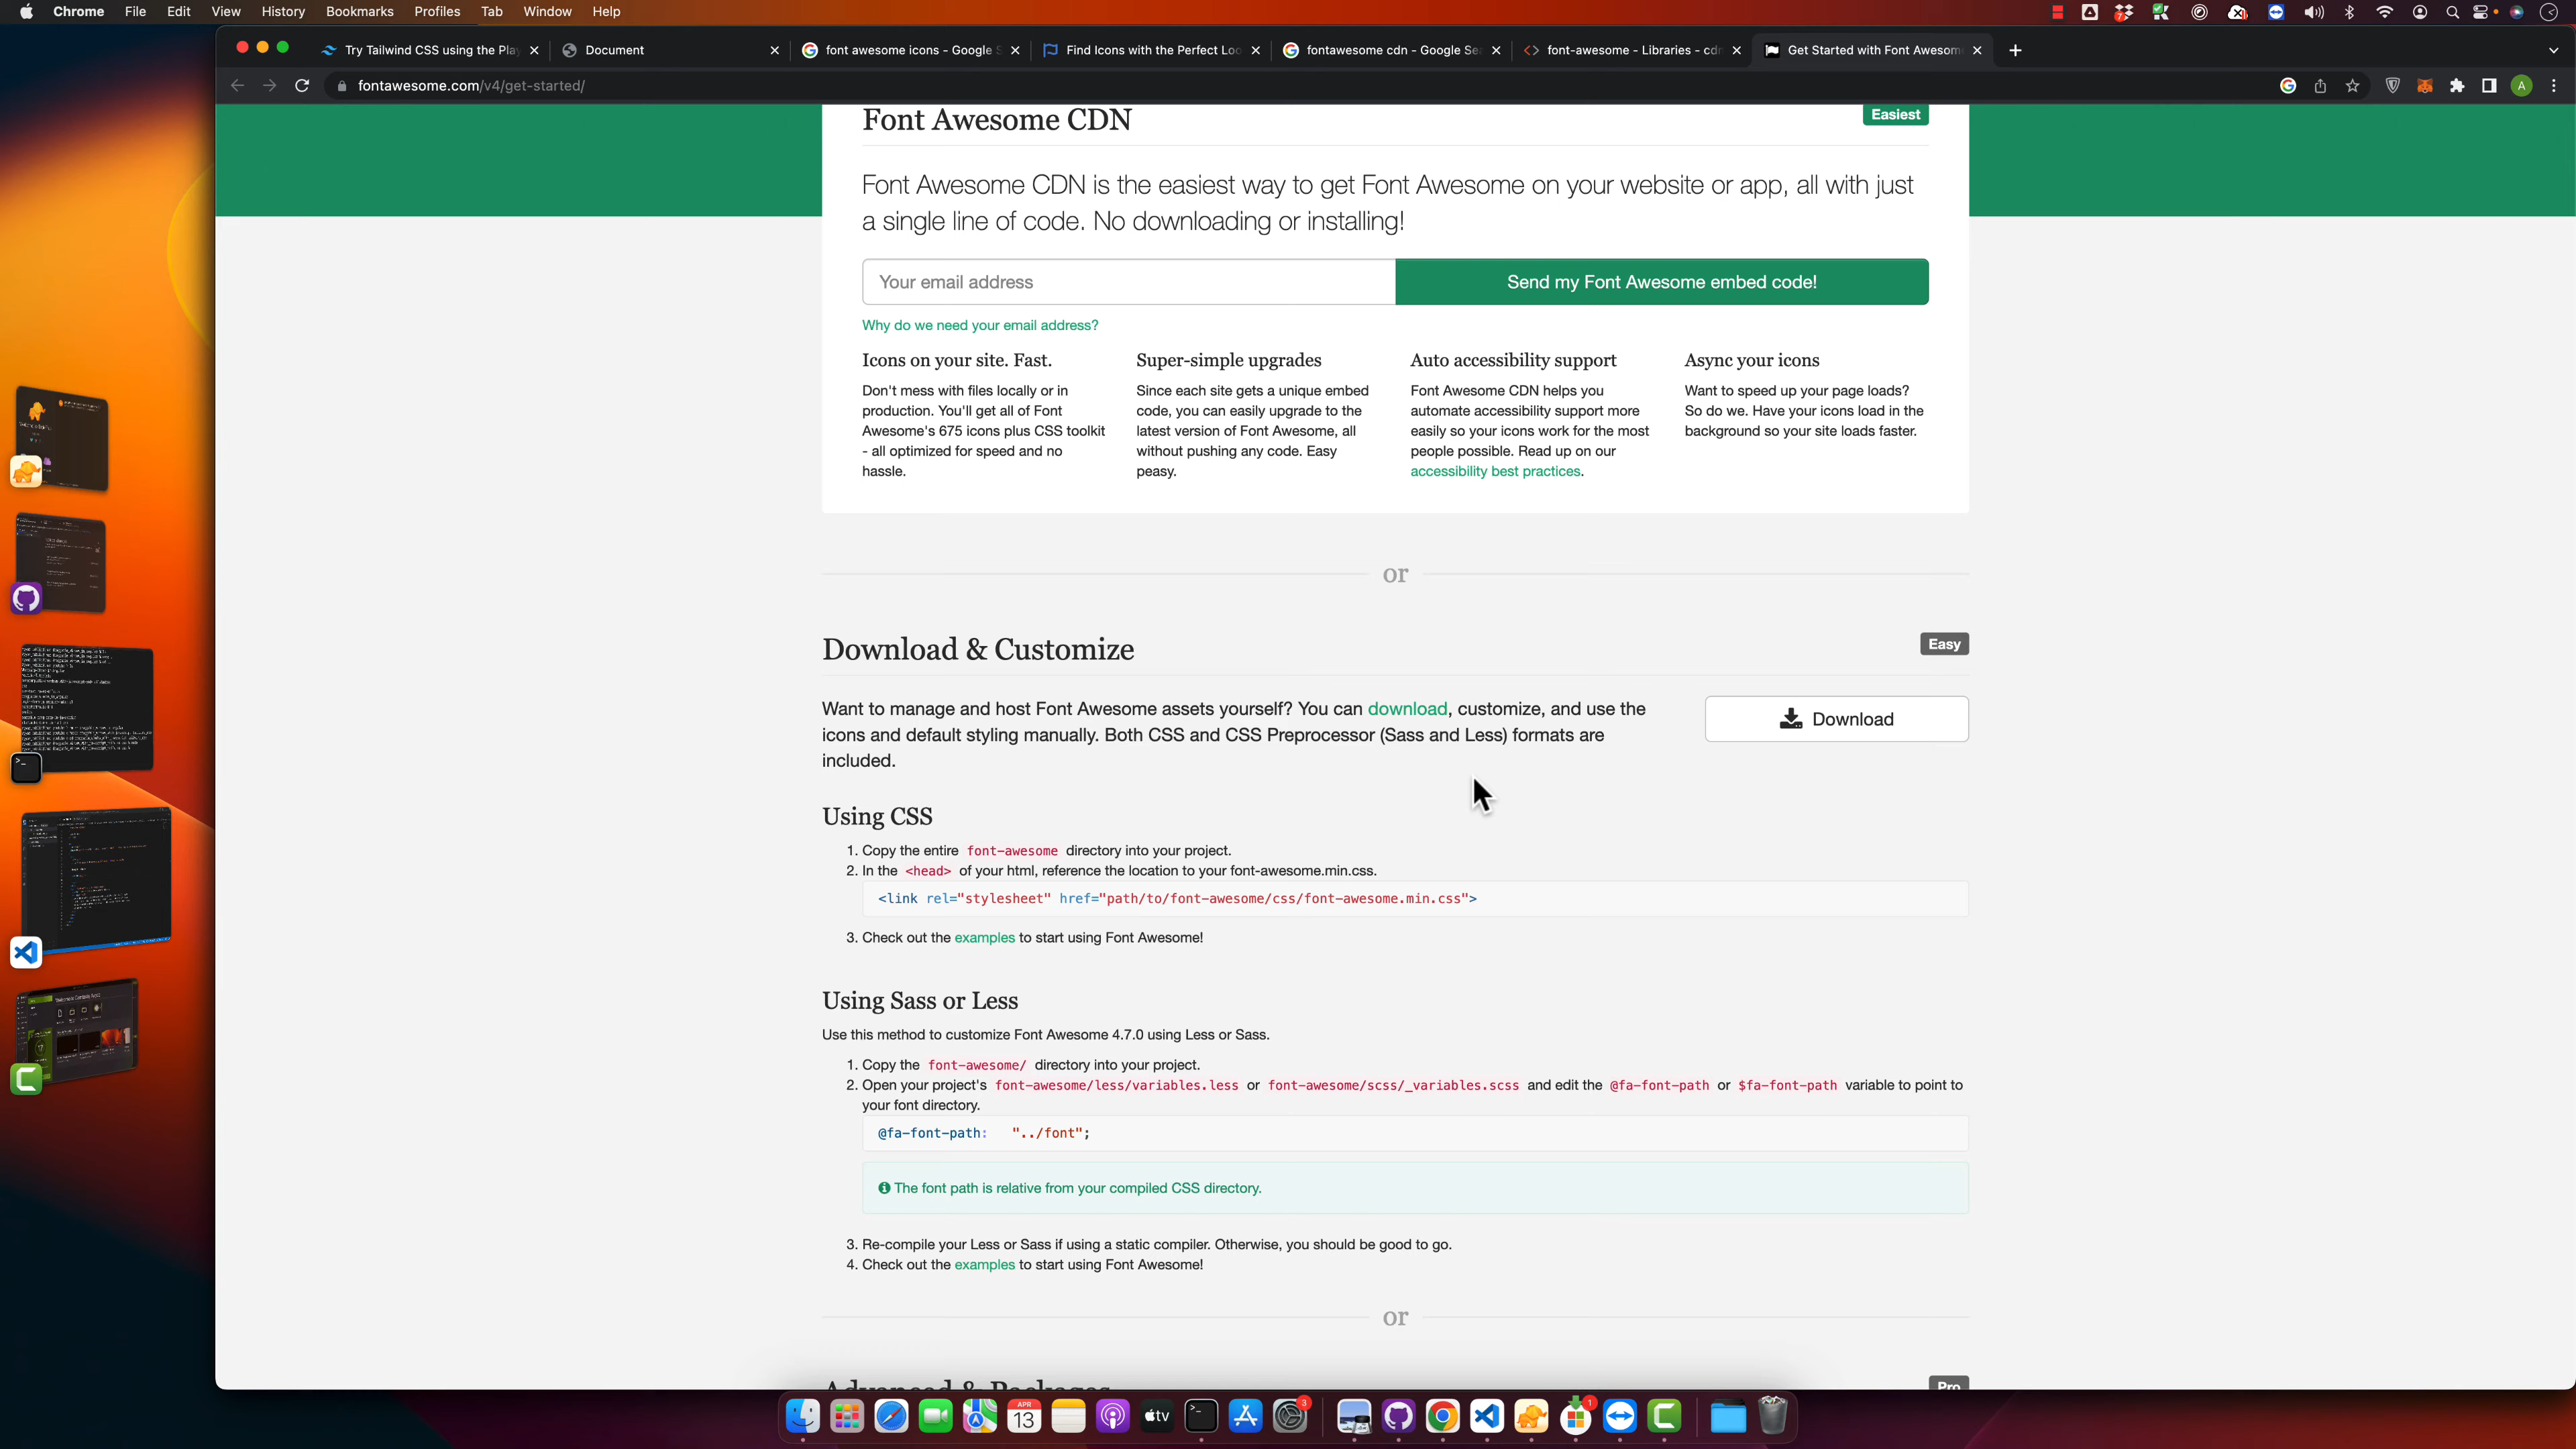 Chrome File Edit View History Bookmarks Profiles Tab Window Help
Try Tailwind CSS using the Play
Document
font awesome icons - Google S
Find Icons with the Perfect Loo
fontawesome cdn - Google Sea
font-awesome - Libraries - cdn
Get Started with Font Awesom
fontawesome.com/v4/get-started/
A
Font Awesome CDN
Easiest
Font Awesome CDN is the easiest way to get Font Awesome on your website or app, all with just
a single line of code. No downloading or installing!
Your email address
Send my Font Awesome embed code!
Why do we need your email address?
Icons on your site. Fast.
Don't mess with files locally or in
production. You'll get all of Font
Awesome's 675 icons plus CSS toolkit
- all optimized for speed and no
hassle.
Super-simple upgrades
Since each site gets a unique embed
code, you can easily upgrade to the
latest version of Font Awesome, all
without pushing any code. Easy
peasy.
Auto accessibility support
Font Awesome CDN helps you
automate accessibility support more
easily so your icons work for the most
people possible. Read up on our
accessibility best practices.
Async your icons
Want to speed up your page loads?
So do we. Have your icons load in the
background so your site loads faster.
or
Download & Customize
Easy
Want to manage and host Font Awesome assets yourself? You can download, customize, and use the
icons and default styling manually. Both CSS and CSS Preprocessor (Sass and Less) formats are
included.
Download
Using CSS
1. Copy the entire font-awesome directory into your project.
2. In the <head> of your html, reference the location to your font-awesome.min.css.
<link rel="stylesheet" href="path/to/font-awesome/css/font-awesome.min.css">
3. Check out the examples to start using Font Awesome!
Using Sass or Less
Use this method to customize Font Awesome 4.7.0 using Less or Sass.
1. Copy the font-awesome/ directory into your project.
2. Open your project's font-awesome/less/variables.less or font-awesome/scss/_variables.scss and edit the @fa-font-path or $fa-font-path variable to point to
your font directory.
@fa-font-path: "../font";
The font path is relative from your compiled CSS directory.
3. Re-compile your Less or Sass if using a static compiler. Otherwise, you should be good to go.
4. Check out the examples to start using Font Awesome!
or
Advanced & Packages
Pro
APR
13
tv
3
1